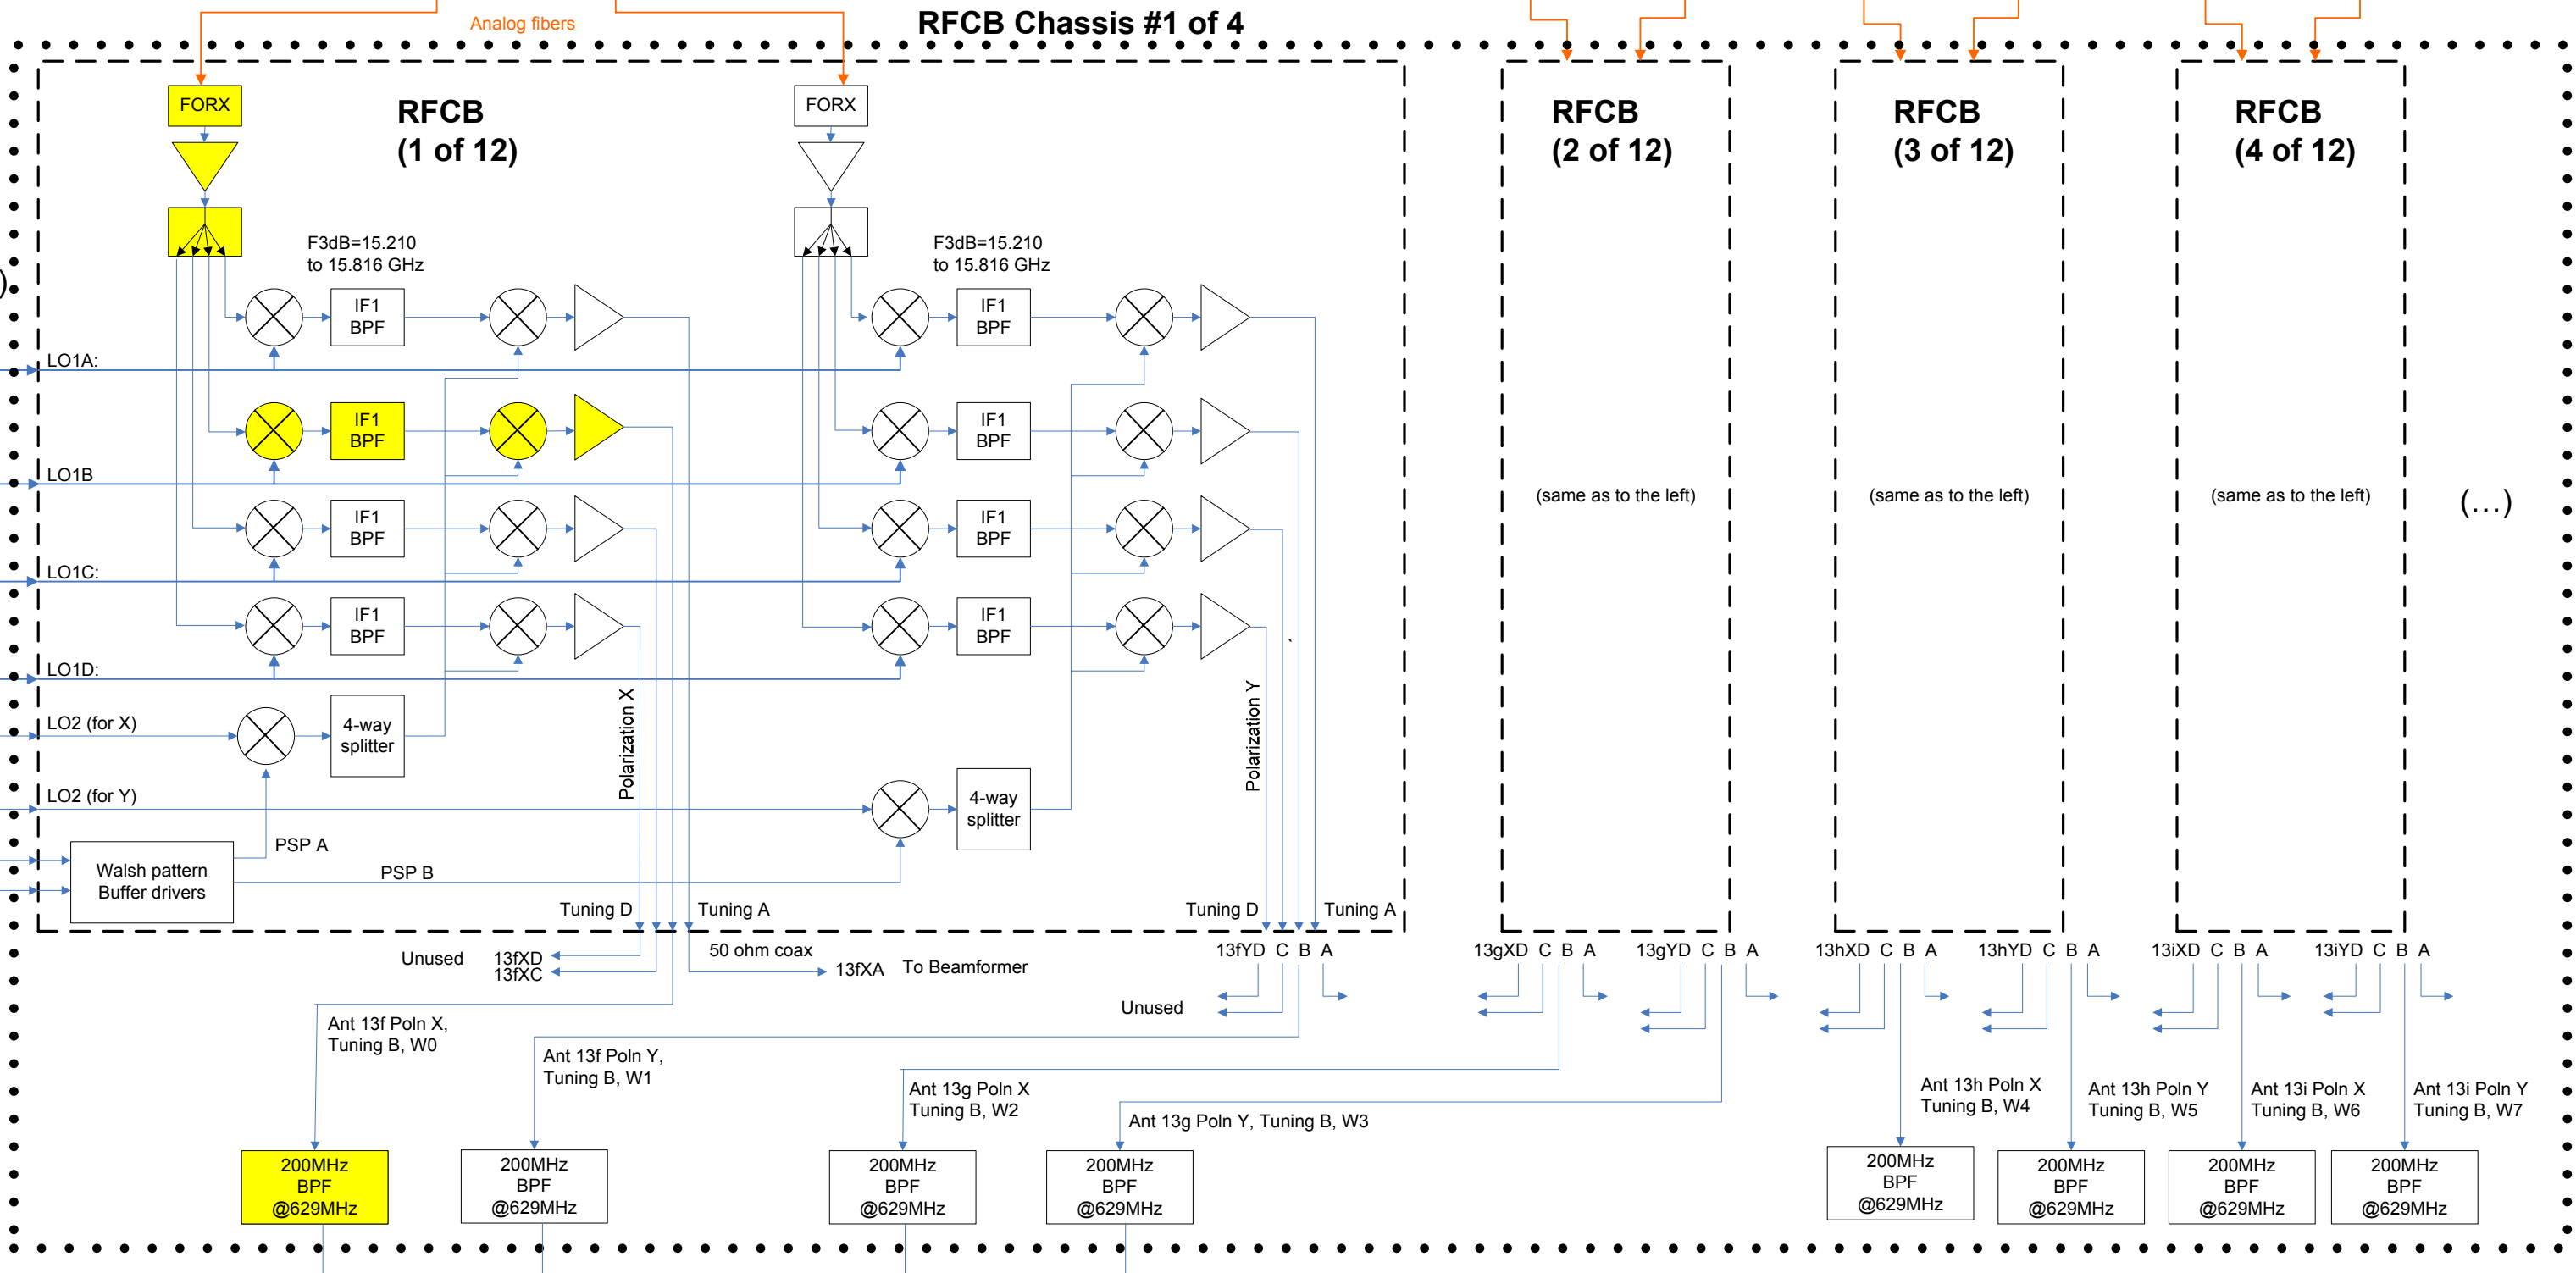 Analog fibers
RFCB Chassis #1 of 4
FORX
RFCB
(1 of 12)
FORX
RFCB
(2 of 12)
RFCB
(3 of 12)
RFCB
(4 of 12)
F3dB=15.210
to 15.816 GHz
F3dB=15.210
to 15.816 GHz
)
IF1
BPF
IF1
BPF
LO1A:
IF1
BPF
IF1
BPF
LO1B
(same as to the left)
(same as to the left)
(same as to the left)
(...)
IF1
BPF
IF1
BPF
LO1C:
IF1
BPF
IF1
BPF
LO1D:
Polarization X
Polarization Y
LO2 (for X)
4-way
splitter
LO2 (for Y)
4-way
splitter
PSP A
Walsh pattern
Buffer drivers
PSP B
Tuning D
Tuning A
Tuning D
Tuning A
Unused
13fXD
13fXC
50 ohm coax
13fXA
To Beamformer
13fYD C B A
Unused
13gXD C B A
13gYD C B A
13hXD C B A
13hYD C B A
13iXD C B A
13iYD C B A
Ant 13f Poln X,
Tuning B, W0
Ant 13f Poln Y,
Tuning B, W1
Ant 13g Poln X
Tuning B, W2
Ant 13g Poln Y, Tuning B, W3
Ant 13h Poln X
Tuning B, W4
Ant 13h Poln Y
Tuning B, W5
Ant 13i Poln X
Tuning B, W6
Ant 13i Poln Y
Tuning B, W7
200MHz
BPF
@629MHz
200MHz
BPF
@629MHz
200MHz
BPF
@629MHz
200MHz
BPF
@629MHz
200MHz
BPF
@629MHz
200MHz
BPF
@629MHz
200MHz
BPF
@629MHz
200MHz
BPF
@629MHz